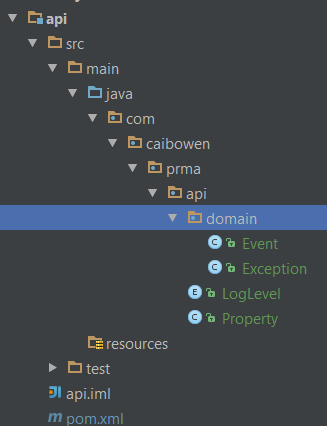 api
src
main
java
com
caibowen
prma
api
domain
Event
Exception
LogLevel
Property
resources
test
api.iml
pom.xml